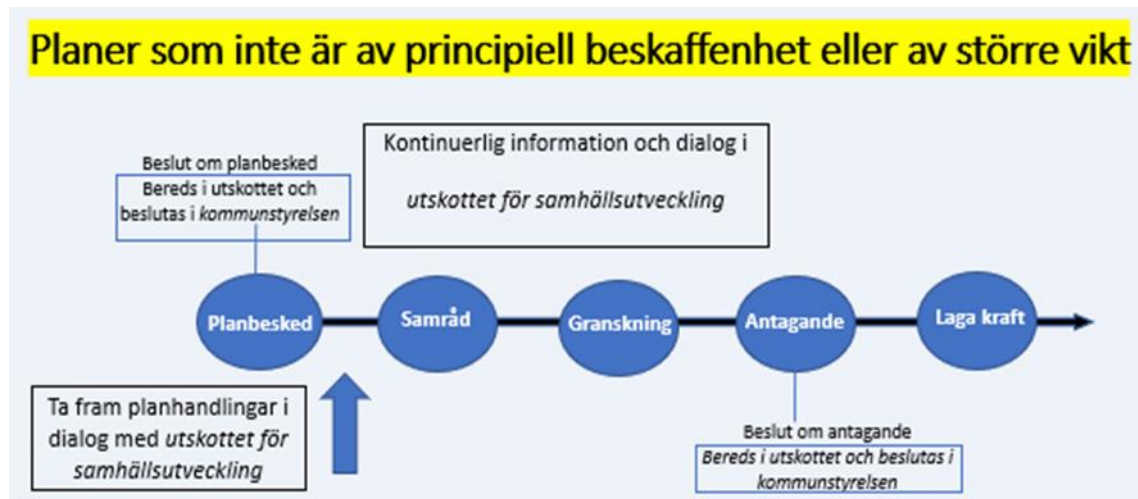 Planer som inte är av principiell beskaffenhet eller av större vikt
Beslut om planbesked
Bereds i utskottet och
beslutas i kommunstyrelsen
Kontinuerlig information och dialog i
utskottet för samhällsutveckling
Planbesked
Samråd
Granskning
Antagande
Laga kraft
Ta fram planhandlingar i
dialog med utskottet för
samhällsutveckling
Beslut om antagande
Bereds i utskottet och beslutas i
kommunstyrelsen